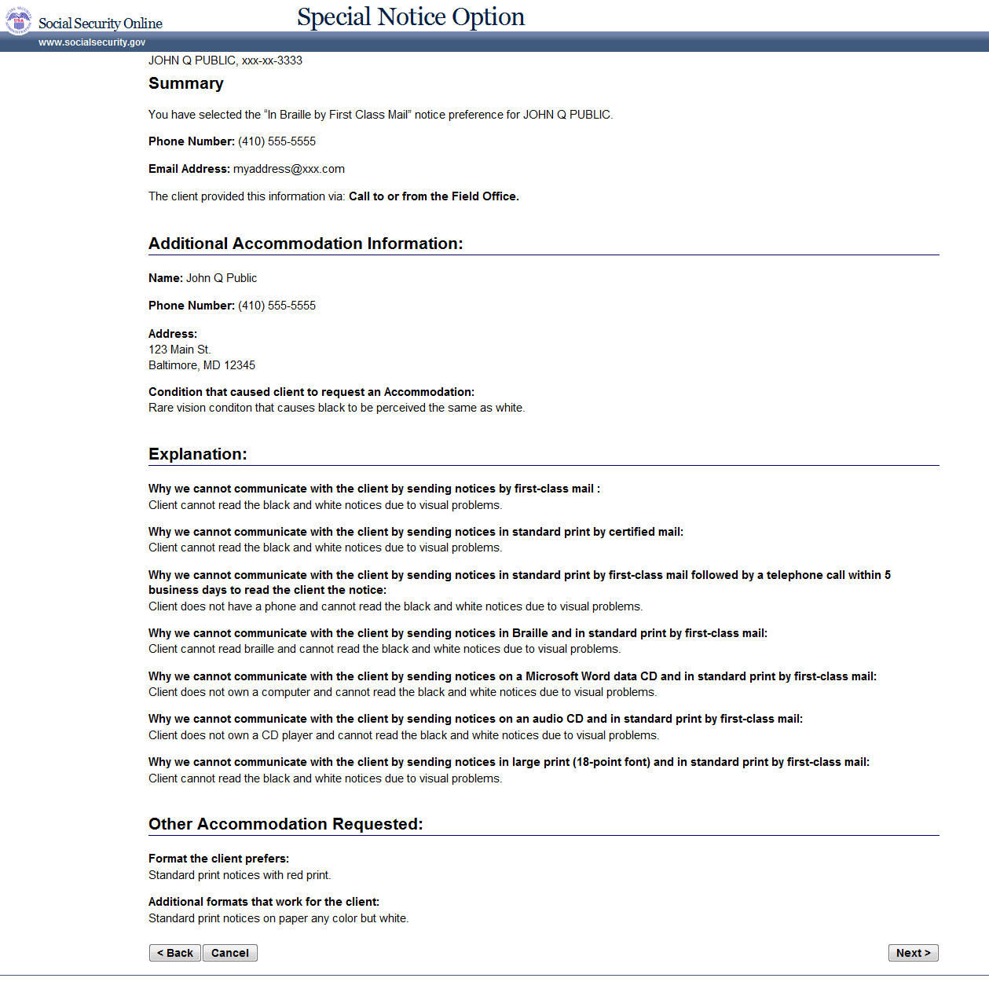 Special Notice Option
Social Security Online
www.socialsecurity.gov
JOHN Q PUBLIC, xxx-xx-3333
Summary
You have selected the “In Braille by First Class Mail” notice preference for JOHN Q PUBLIC.
Phone Number: (410) 555-5555
Email Address: myaddress@xxx.com
The client provided this information via: Call to or from the Field Office.
Additional Accommodation Information:
Name: John Q Public
Phone Number: (410) 555-5555
Address:
123 Main St.
Baltimore, MD 12345
Condition that caused client to request an Accommodation:
Rare vision conditon that causes black to be perceived the same as white.
Explanation:
Why we cannot communicate with the client by sending notices by first-class mail :
Client cannot read the black and white notices due to visual problems.
Why we cannot communicate with the client by sending notices in standard print by certified mail:
Client cannot read the black and white notices due to visual problems.
Why we cannot communicate with the client by sending notices in standard print by first-class mail followed by a telephone call within 5
business days to read the client the notice:
Client does not have a phone and cannot read the black and white notices due to visual problems.
Why we cannot communicate with the client by sending notices in Braille and in standard print by first-class mail:
Client cannot read braille and cannot read the black and white notices due to visual problems.
Why we cannot communicate with the client by sending notices on a Microsoft Word data CD and in standard print by first-class mail:
Client does not own a computer and cannot read the black and white notices due to visual problems.
Why we cannot communicate with the client by sending notices on an audio CD and in standard print by first-class mail:
Client does not own a CD player and cannot read the black and white notices due to visual problems.
Why we cannot communicate with the client by sending notices in large print (18-point font) and in standard print by first-class mail:
Client cannot read the black and white notices due to visual problems.
Other Accommodation Requested:
Format the client prefers:
Standard print notices with red print.
Additional formats that work for the client:
Standard print notices on paper any color but white.
< Back Cancel Next >